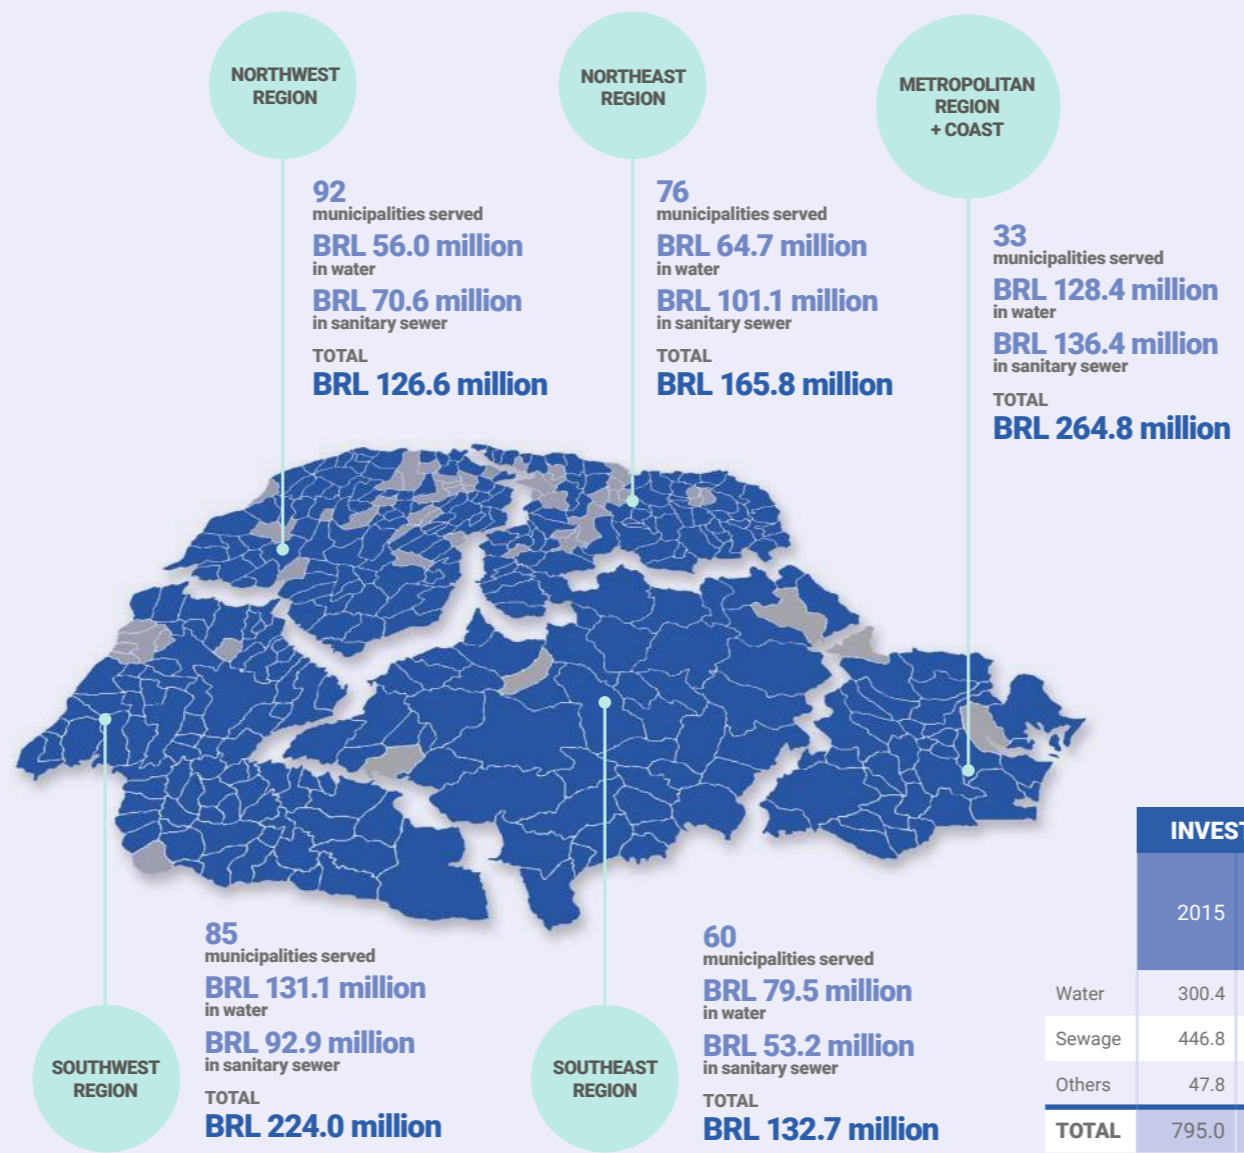 NORTHWEST
REGION
92
municipalities served
BRL 56.0 million
in water
BRL 70.6 million
in sanitary sewer
TOTAL
BRL 126.6 million
NORTHEAST
REGION
76
municipalities served
BRL 64.7 million
in water
BRL 101.1 million
in sanitary sewer
TOTAL
BRL 165.8 million
METROPOLITAN
REGION
+ COAST
33
municipalities served
BRL 128.4 million
in water
BRL 136.4 million
in sanitary sewer
TOTAL
BRL 264.8 million
SOUTHWEST
REGION
85
municipalities served
BRL 131.1 million
in water
BRL 92.9 million
in sanitary sewer
TOTAL
BRL 224.0 million
SOUTHEAST
REGION
60
municipalities served
BRL 79.5 million
in water
BRL 53.2 million
in sanitary sewer
TOTAL
BRL 132.7 million
INVEST
2015
Water 300.4
Sewage 446.8
Others 47.8
TOTAL 795.0